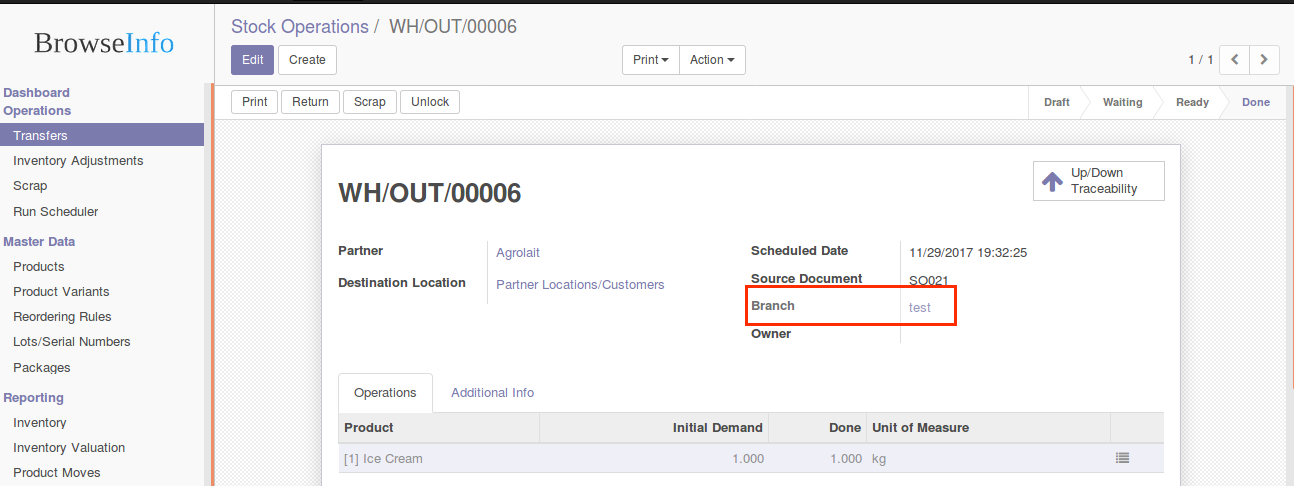 BrowseInfo
Stock Operations / WH/OUT/00006
Edit Create Print Action 1 / 1
Print Return Scrap Unlock Draft Waiting Ready Done
Dashboard
Operations
Transfers
Inventory Adjustments
Scrap
Run Scheduler
Master Data
Products
Product Variants
Reordering Rules
Lots/Serial Numbers
Packages
Reporting
Inventory
Inventory Valuation
Product Moves
Up/Down
Traceability
WH/OUT/00006
Partner Agrolait
Destination Location Partner Locations/Customers
Scheduled Date 11/29/2017 19:32:25
Source Document SO021
Branch test
Owner
Operations Additional Info
Product Initial Demand Done Unit of Measure
[1] Ice Cream 1.000 1.000 kg